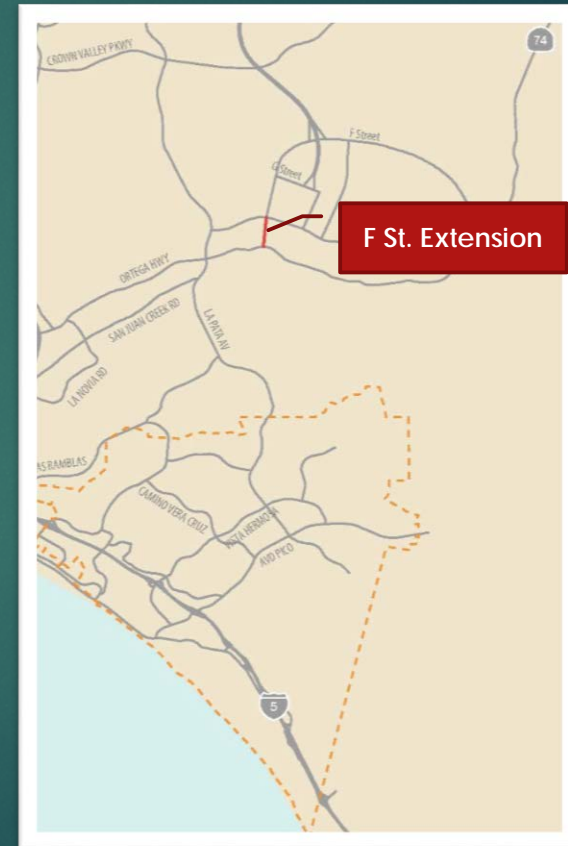 CROWN VALLEY PKWY
74
F Street
G Street
F St. Extension
ORTEGA HWY
SAN JUAN CREEK RD
LA PATA AV
LA NOVIA RD
AS RAMBLAS
CAMINO VERA CRUZ
VISTA HERMOSA
AVD PICO
5